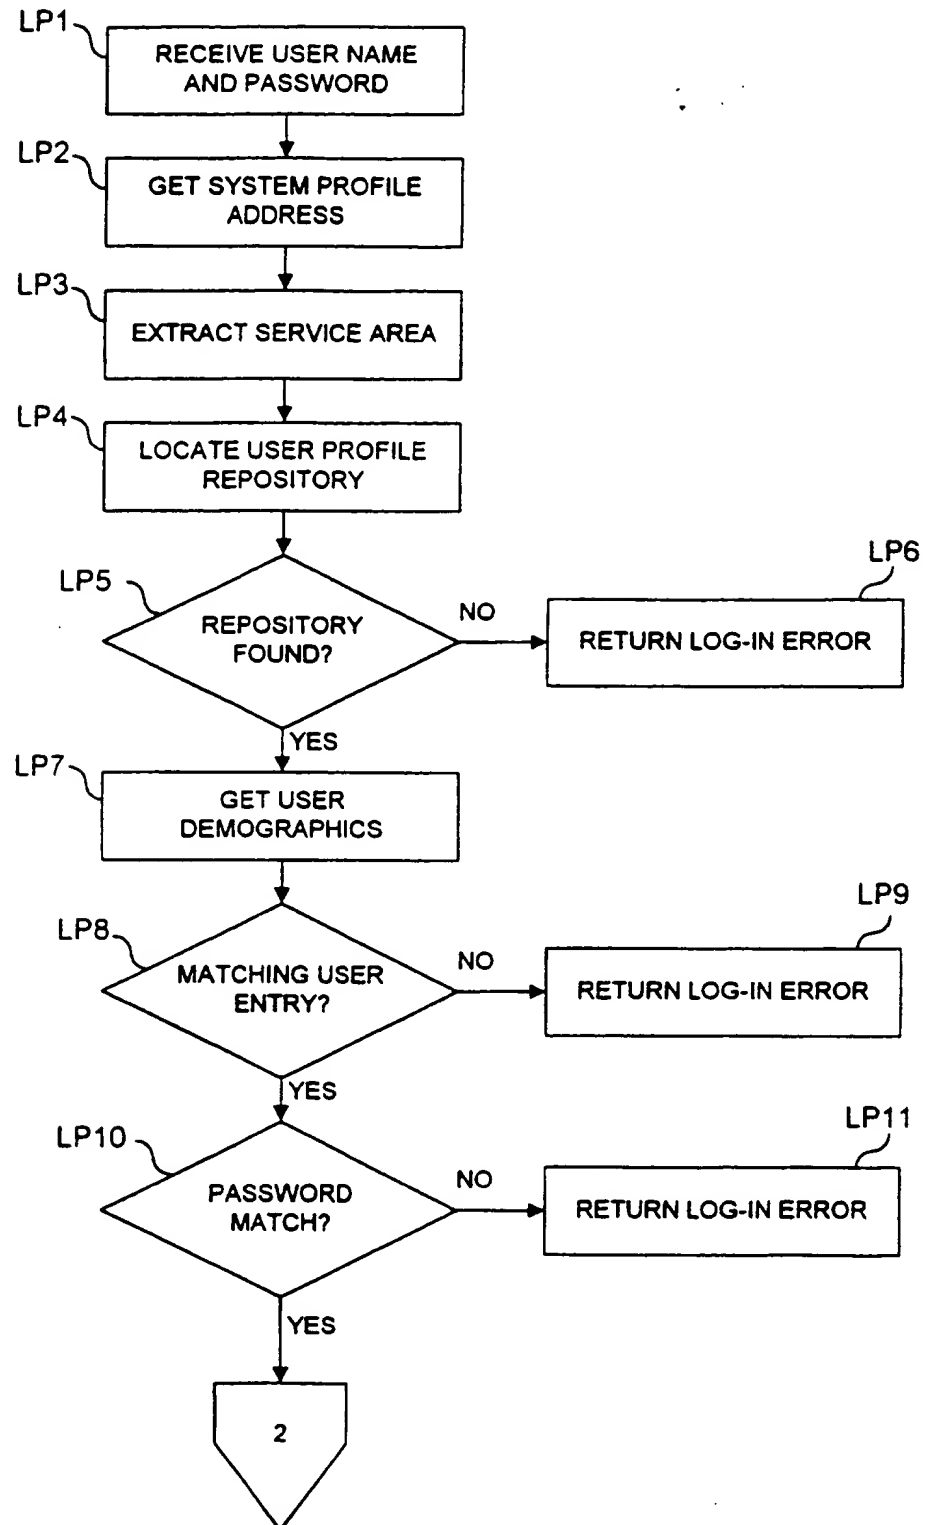 LP1
RECEIVE USER NAME
AND PASSWORD
LP2
GET SYSTEM PROFILE
ADDRESS
LP3
EXTRACT SERVICE AREA
LP4
LOCATE USER PROFILE
REPOSITORY
LP5
REPOSITORY
FOUND?
NO
LP6
RETURN LOG-IN ERROR
YES
LP7
GET USER
DEMOGRAPHICS
LP8
MATCHING USER
ENTRY?
NO
LP9
RETURN LOG-IN ERROR
YES
LP10
PASSWORD
MATCH?
NO
LP11
RETURN LOG-IN ERROR
YES
2